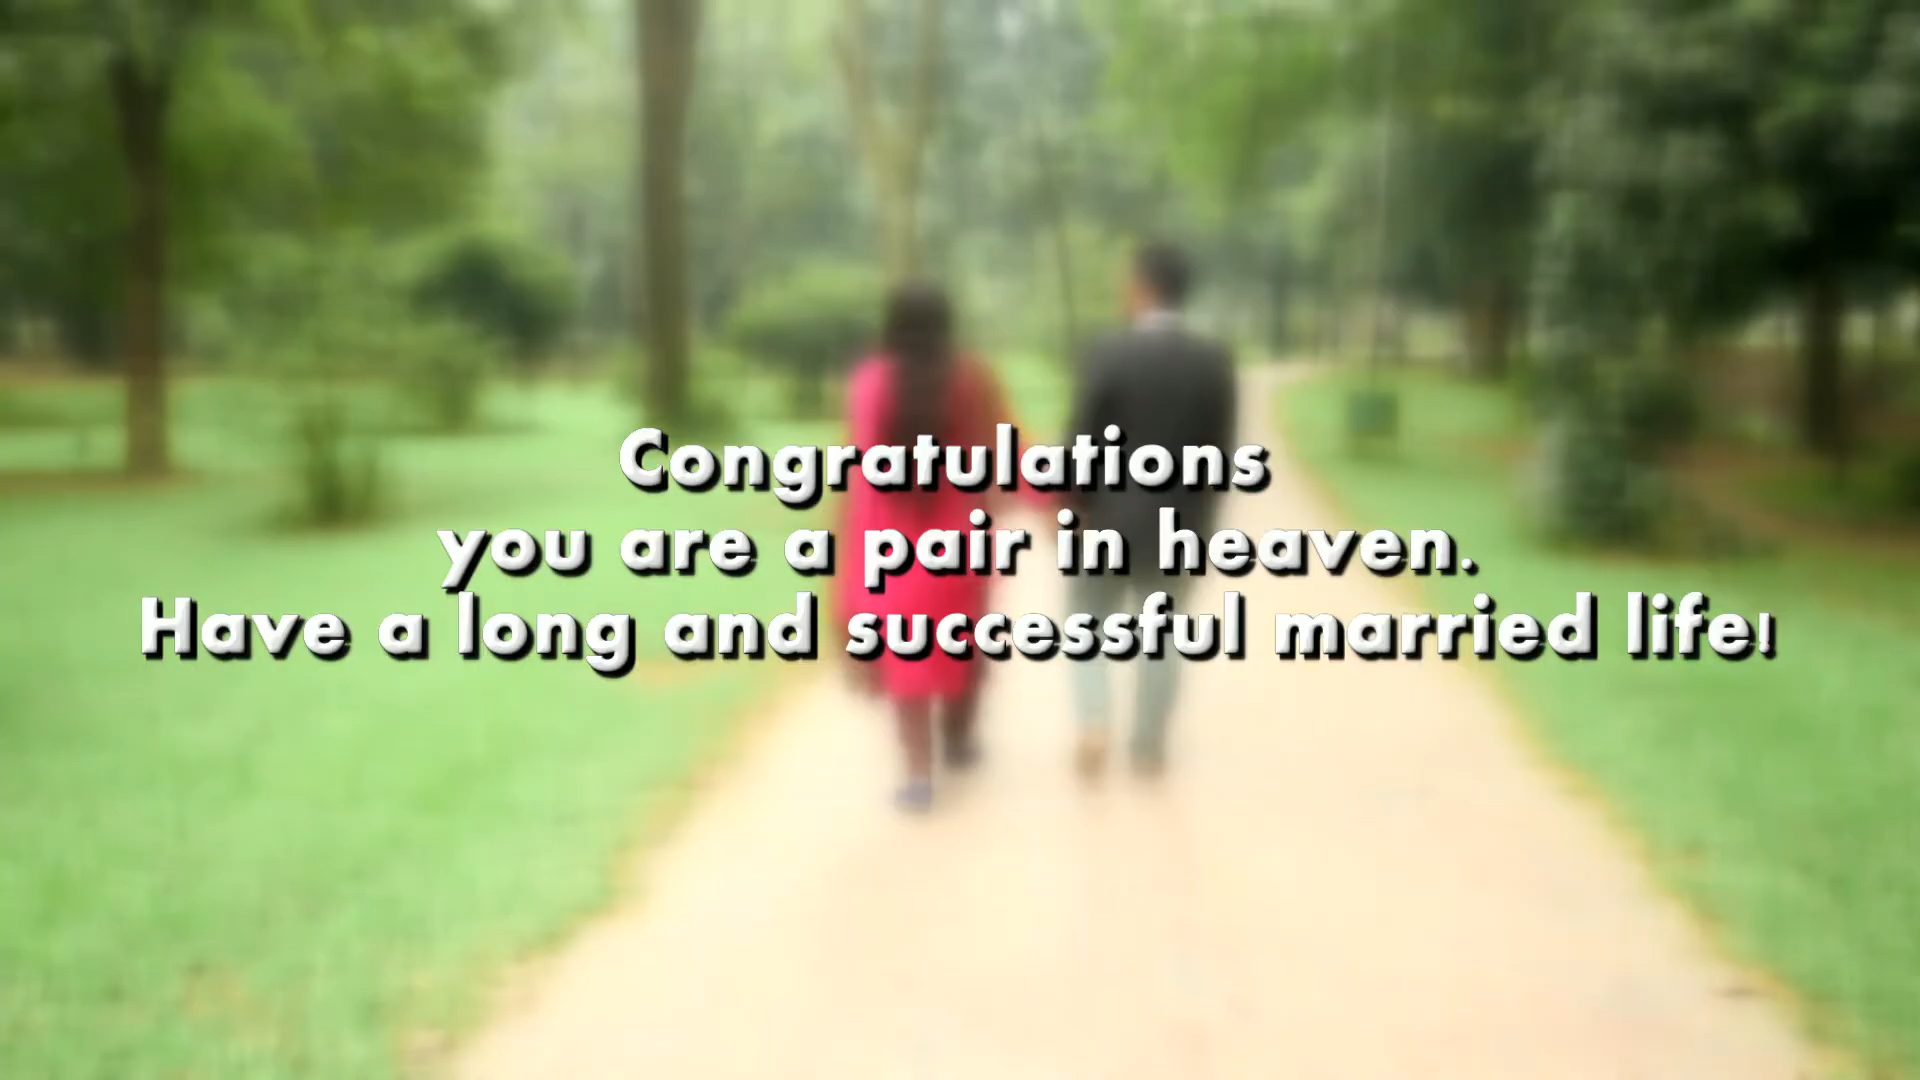 Congratulations
you are a pair in heaven.
Have a long and successful married life!